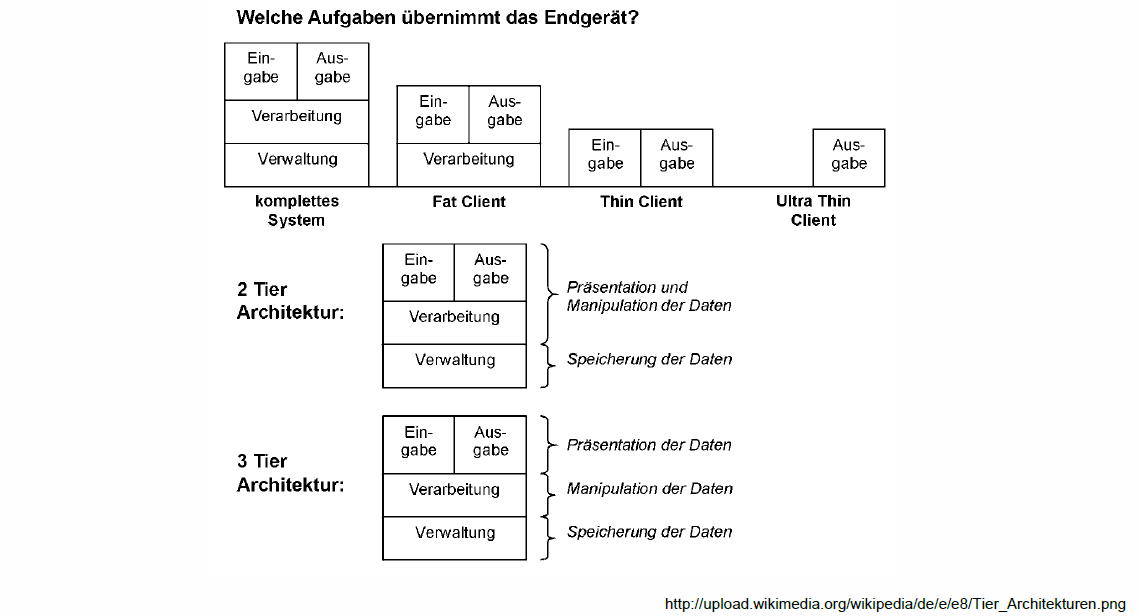 Welche Aufgaben übernimmt das Endgerät?
Ein-
gabe
Aus-
gabe
Verarbeitung
Verwaltung
komplettes
System
Ein-
gabe
Aus-
gabe
Verarbeitung
Fat Client
Ein-
gabe
Aus-
gabe
Thin Client
Aus-
gabe
Ultra Thin
Client
2 Tier
Architektur:
Ein-
gabe
Aus-
gabe
Verarbeitung
Verwaltung
Präsentation und
Manipulation der Daten
Speicherung der Daten
3 Tier
Architektur:
Ein-
gabe
Aus-
gabe
Verarbeitung
Verwaltung
Präsentation der Daten
Manipulation der Daten
Speicherung der Daten
http://upload.wikimedia.org/wikipedia/de/e/e8/Tier_Architekturen.png